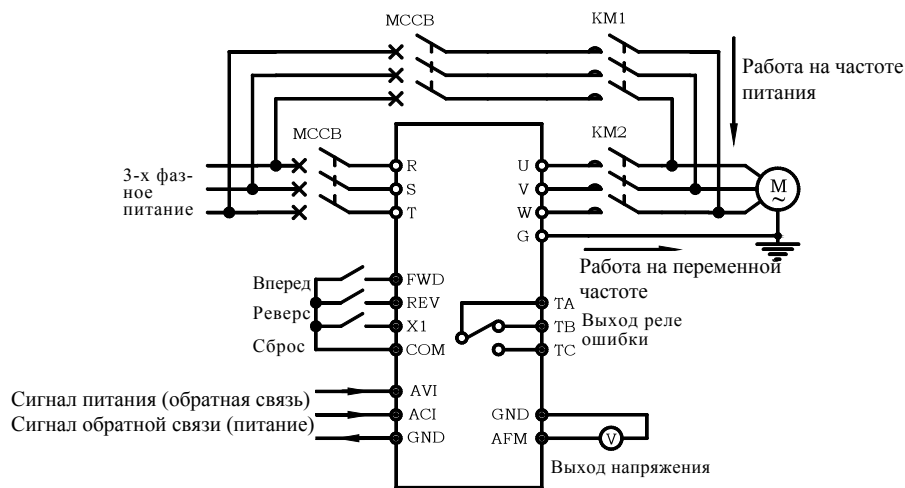 MCCB
KM1
Работа на частоте
питания
MCCB
KM2
3-х фаз-
ное
питание
R
S
T
U
V
W
G
M
~
Работа на переменной
частоте
Вперед
Реверс
Сброс
FWD
REV
X1
COM
TA
TB
TC
Выход реле
ошибки
Сигнал питания (обратная связь)
Сигнал обратной связи (питание)
AVI
ACI
GND
GND
AFM
V
Выход напряжения